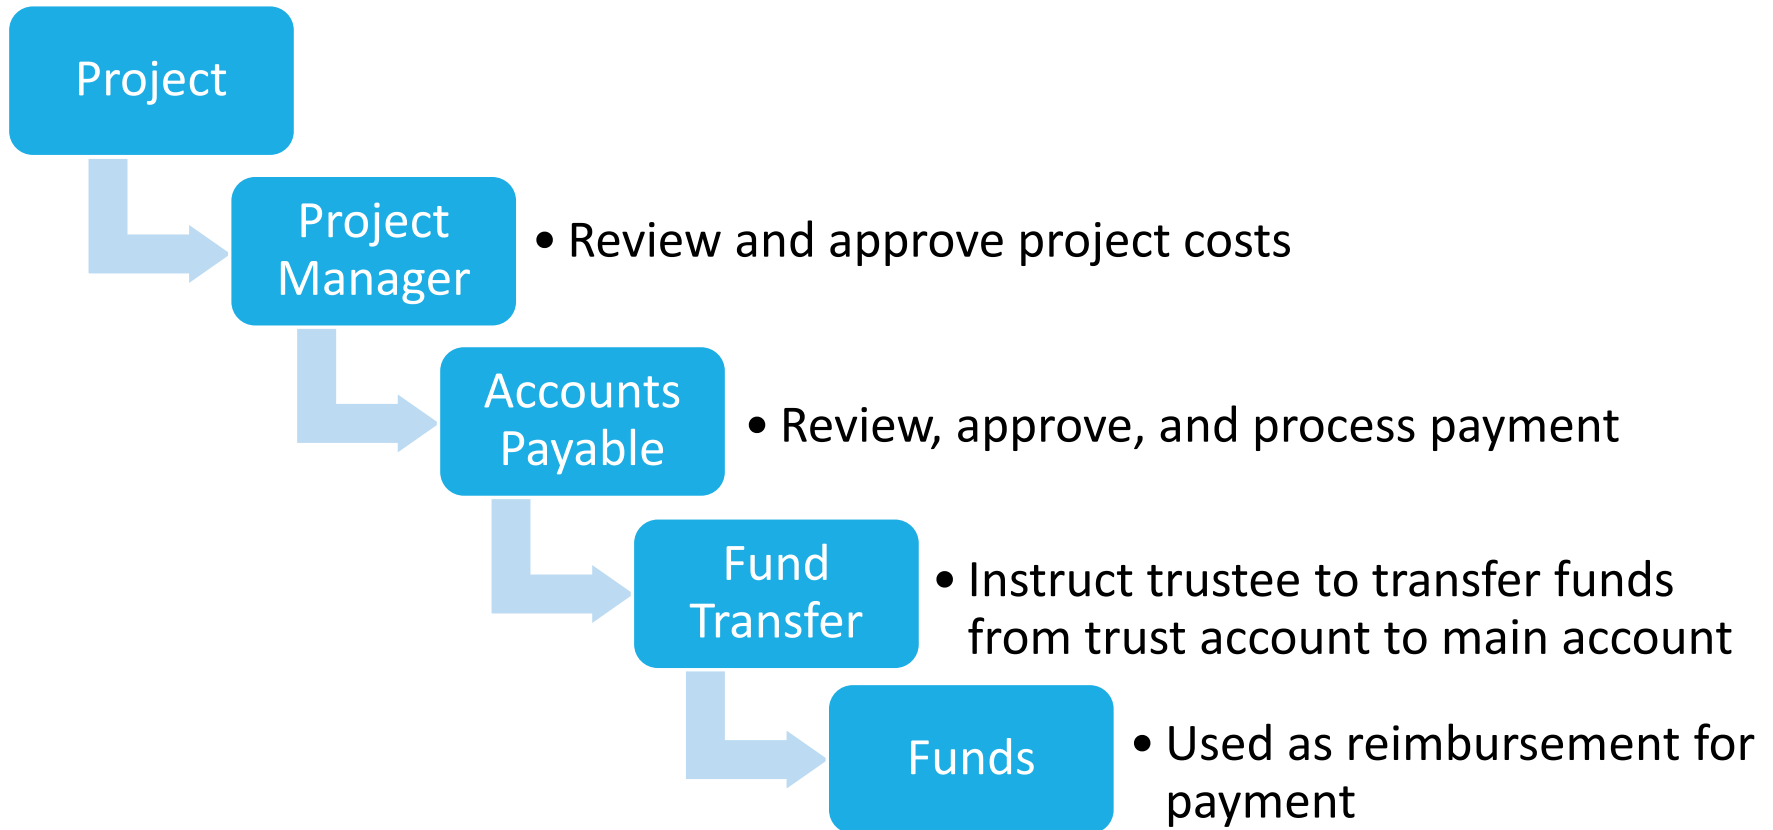 Project
Project
Manager
• Review and approve project costs
Accounts
Payable
• Review, approve, and process payment
Fund
Transfer
• Instruct trustee to transfer funds
from trust account to main account
Funds
• Used as reimbursement for
payment